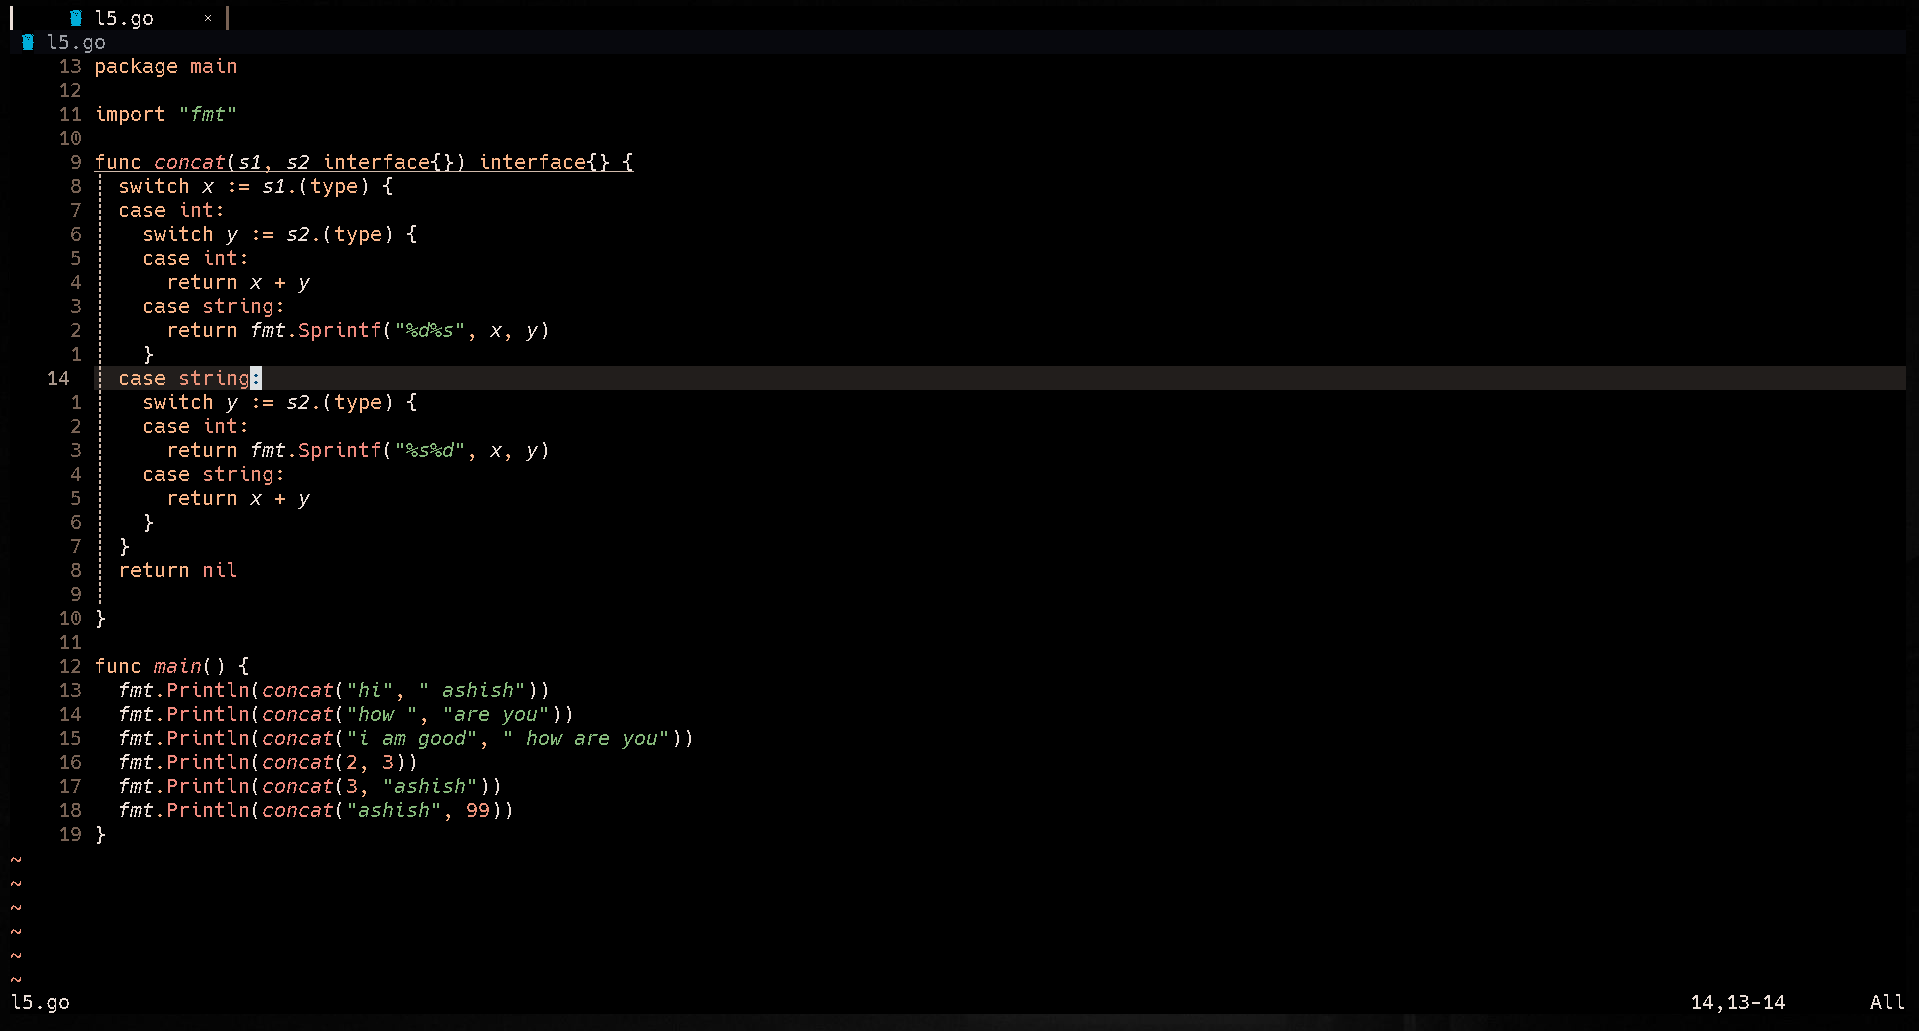 l5.go ×
l5.go
13 package main
12
11 import "fmt"
10
9 func concat(s1, s2 interface{}) interface{} {
8   switch x := s1.(type) {
7   case int:
6     switch y := s2.(type) {
5     case int:
4       return x + y
3     case string:
2       return fmt.Sprintf("%d%s", x, y)
1     }
14   case string:
1     switch y := s2.(type) {
2     case int:
3       return fmt.Sprintf("%s%d", x, y)
4     case string:
5       return x + y
6     }
7   }
8   return nil
9
10 }
11
12 func main() {
13   fmt.Println(concat("hi", " ashish"))
14   fmt.Println(concat("how ", "are you"))
15   fmt.Println(concat("i am good", " how are you"))
16   fmt.Println(concat(2, 3))
17   fmt.Println(concat(3, "ashish"))
18   fmt.Println(concat("ashish", 99))
19 }
~
~
~
~
~
~
l5.go 14,13-14 All